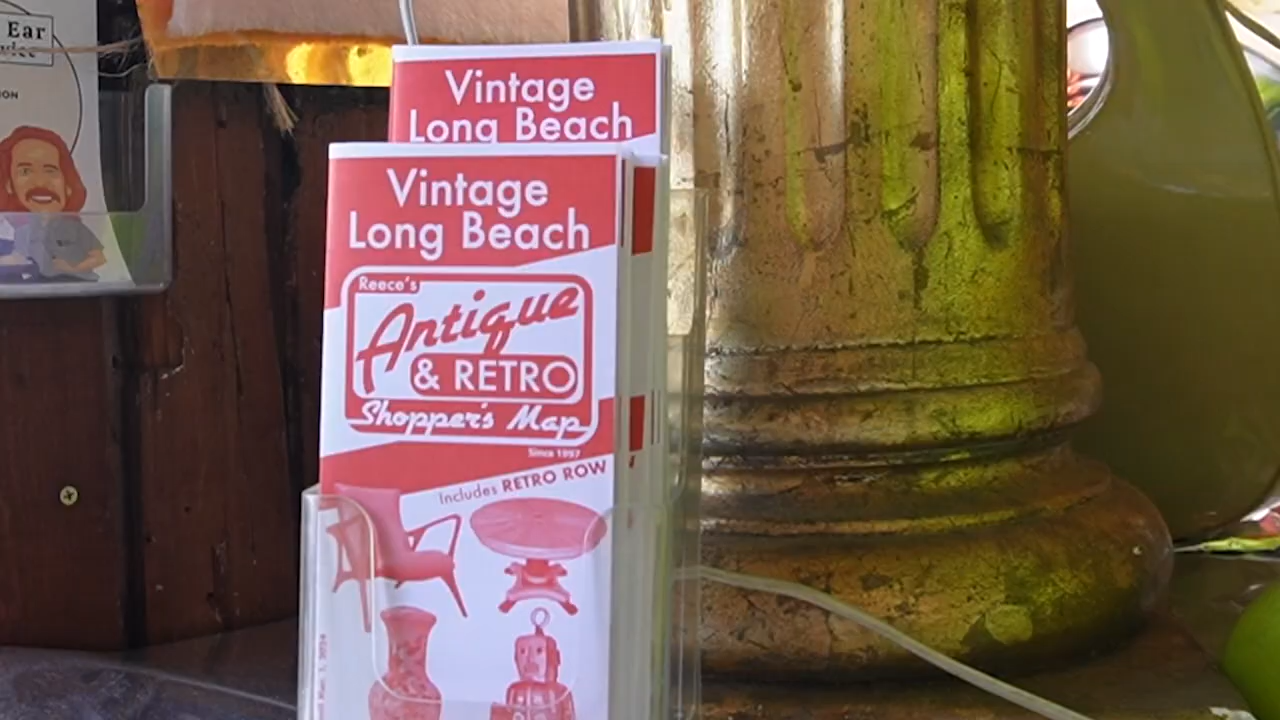 Ear
Vintage
Long Beach
Vintage
Long Beach
Reece's
Antique
& RETRO
Shopper's Map
Since 1997
Includes RETRO ROW